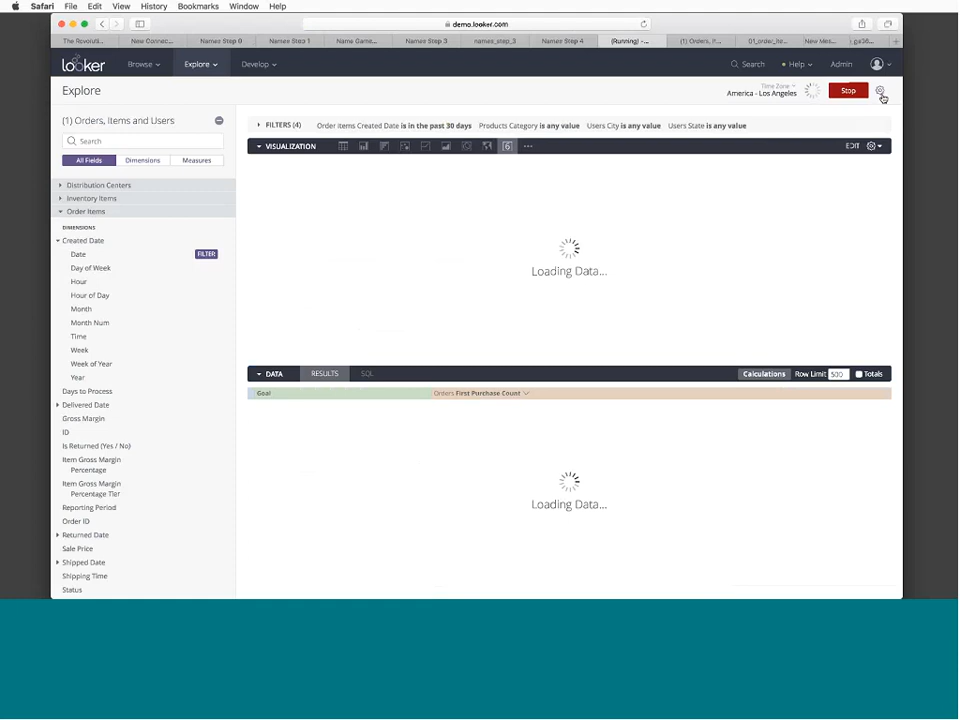 Safari File Edit View History Bookmarks Window Help
demo.looker.com
The Revoluti... New Connec... Names Step 0 Names Step 1 Name Game... Names Step 3 names_step_3 Names Step 4 (Running) -... (1) Orders, It... 01_order_ite... New Mes...
looker Browse Explore Develop Search Help Admin
Explore
Time Zone
America - Los Angeles
Stop
(1) Orders, Items and Users
Search
All Fields Dimensions Measures
Distribution Centers
Inventory Items
Order Items
DIMENSIONS
Created Date
Date FILTER
Day of Week
Hour
Hour of Day
Month
Month Num
Time
Week
Week of Year
Year
Days to Process
Delivered Date
Gross Margin
ID
Is Returned (Yes / No)
Item Gross Margin
Percentage
Item Gross Margin
Percentage Tier
Reporting Period
Order ID
Returned Date
Sale Price
Shipped Date
Shipping Time
Status
FILTERS (4) Order Items Created Date is in the past 30 days Products Category is any value Users City is any value Users State is any value
VISUALIZATION 6 ... EDIT
Loading Data...
DATA RESULTS SQL Calculations Row Limit 500 Totals
Goal Orders First Purchase Count
Loading Data...